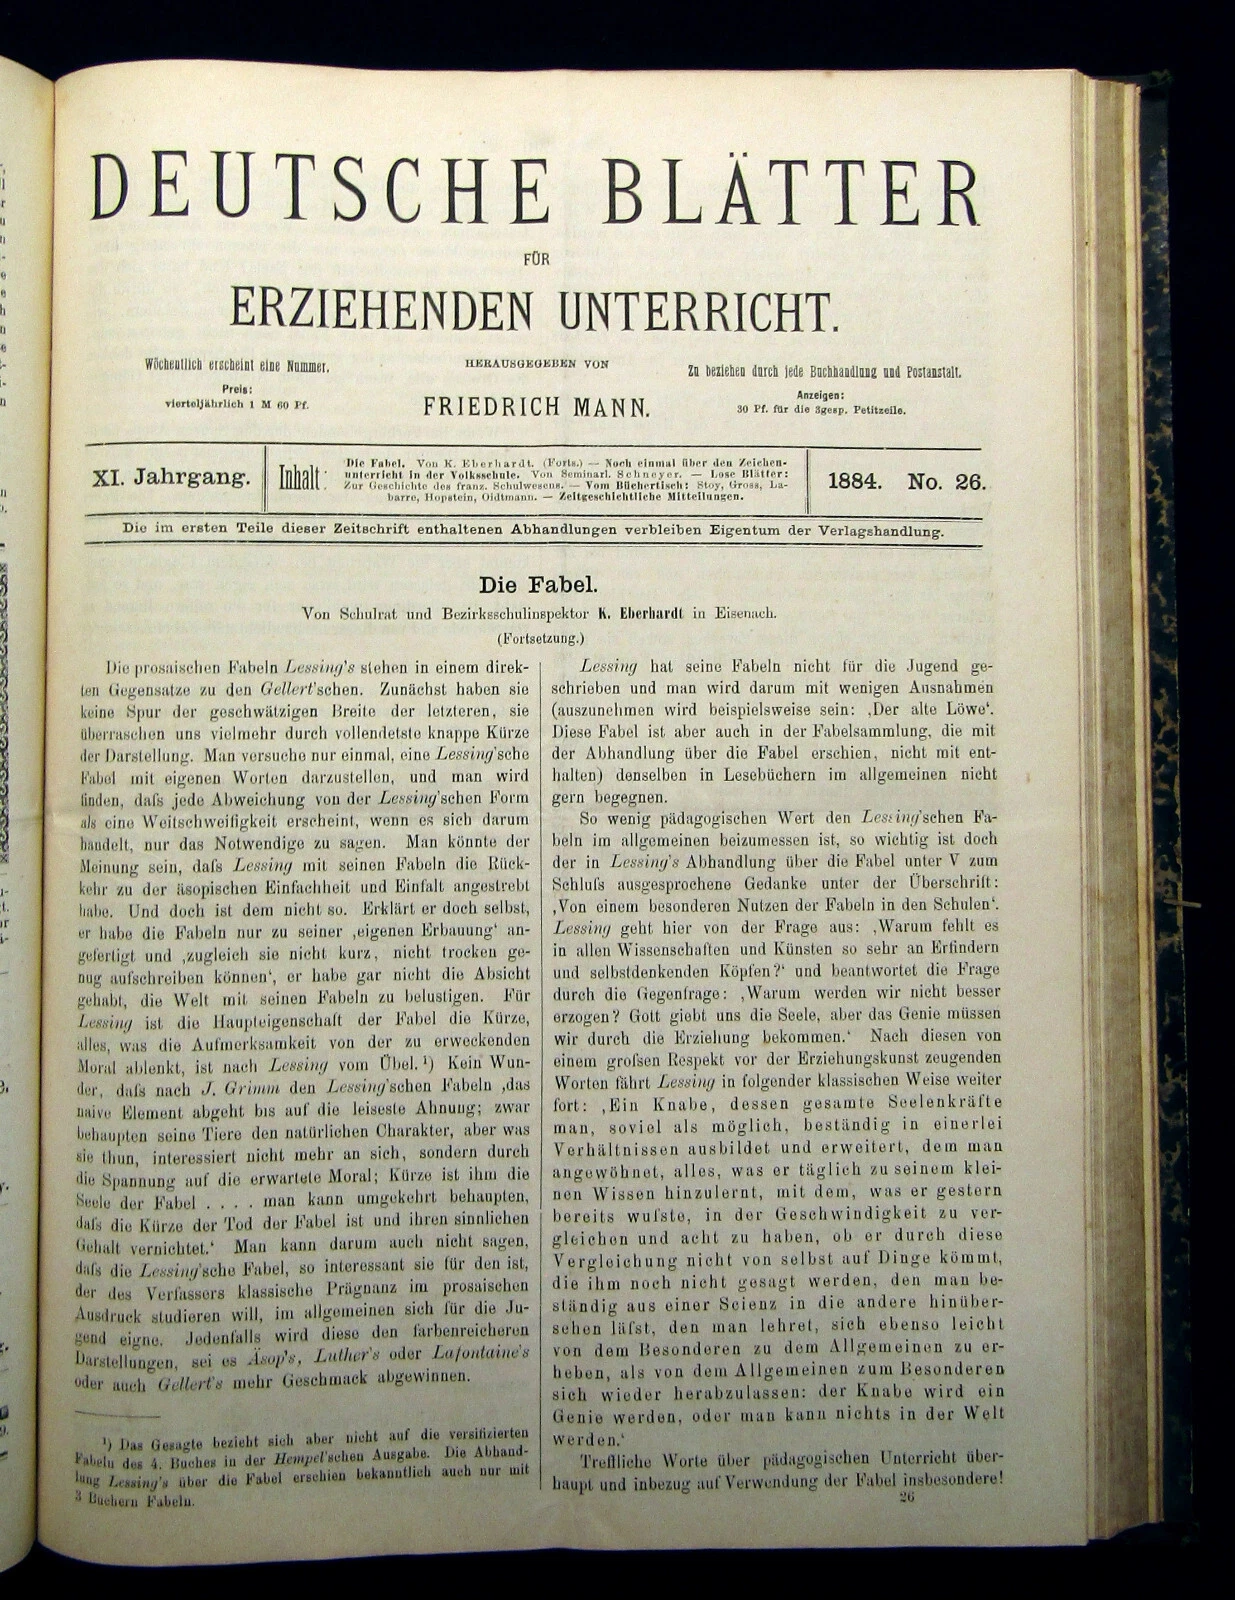 DEUTSCHE BLÄTTER
FÜR
ERZIEHENDEN UNTERRICHT.
Wöchentlich erscheint eine Nummer.
Preis:
vierteljährlich 1 M 60 Pf.
HERAUSGEGEBEN VON
FRIEDRICH MANN.
Zu beziehen durch jede Buchhandlung und Postanstalt.
Anzeigen:
30 Pf. für die 3gesp. Petitzeile.
XI. Jahrgang.
Inhalt:
Die Fabel. Von K. Eberhardt. (Forts.) — Noch einmal über den Zeichen-
unterricht in der Volksschule. Von Seminarl. Schneyer. — Lose Blätter:
Zur Geschichte des franz. Schulwesens. — Vom Büchertisch: Stoy, Gross, La-
barre, Hopstein, Oidtmann. — Zeitgeschichtliche Mitteilungen.
1884. No. 26.
Die im ersten Teile dieser Zeitschrift enthaltenen Abhandlungen verbleiben Eigentum der Verlagshandlung.
Die Fabel.
Von Schulrat und Bezirksschulinspektor K. Eberhardt in Eisenach.
(Fortsetzung.)
Die prosaischen Fabeln Lessing's stehen in einem direk-
ten Gegensatze zu den Gellert'schen. Zunächst haben sie
keine Spur der geschwätzigen Breite der letzteren, sie
überraschen uns vielmehr durch vollendetste knappe Kürze
der Darstellung. Man versuche nur einmal, eine Lessing'sche
Fabel mit eigenen Worten darzustellen, und man wird
finden, daſs jede Abweichung von der Lessing'schen Form
als eine Weitschweifigkeit erscheint, wenn es sich darum
handelt, nur das Notwendige zu sagen. Man könnte der
Meinung sein, daſs Lessing mit seinen Fabeln die Rück-
kehr zu der äsopischen Einfachheit und Einfalt angestrebt
habe. Und doch ist dem nicht so. Erklärt er doch selbst,
er habe die Fabeln nur zu seiner ‚eigenen Erbauung‘ an-
gefertigt und ‚zugleich sie nicht kurz, nicht trocken ge-
nug aufschreiben können‘, er habe gar nicht die Absicht
gehabt, die Welt mit seinen Fabeln zu belustigen. Für
Lessing ist die Haupteigenschaft der Fabel die Kürze,
alles, was die Aufmerksamkeit von der zu erweckenden
Moral ablenkt, ist nach Lessing vom Übel.¹) Kein Wun-
der, daſs nach J. Grimm den Lessing'schen Fabeln ‚das
naive Element abgeht bis auf die leiseste Ahnung; zwar
behaupten seine Tiere den natürlichen Charakter, aber was
sie thun, interessiert nicht mehr an sich, sondern durch
die Spannung auf die erwartete Moral; Kürze ist ihm die
Seele der Fabel . . . . man kann umgekehrt behaupten,
daſs die Kürze der Tod der Fabel ist und ihren sinnlichen
Gehalt vernichtet.‘ Man kann darum auch nicht sagen,
daſs die Lessing'sche Fabel, so interessant sie für den ist,
der des Verfassers klassische Prägnanz im prosaischen
Ausdruck studieren will, im allgemeinen sich für die Ju-
gend eigne. Jedenfalls wird diese den farbenreicheren
Darstellungen, sei es Äsop's, Luther's oder Lafontaine's
oder auch Gellert's mehr Geschmack abgewinnen.
¹) Das Gesagte bezieht sich aber nicht auf die versifizierten
Fabeln des 4. Buches in der Hempel'schen Ausgabe. Die Abhand-
lung Lessing's über die Fabel erschien bekanntlich auch nur mit
3 Büchern Fabeln.
Lessing hat seine Fabeln nicht für die Jugend ge-
schrieben und man wird darum mit wenigen Ausnahmen
(auszunehmen wird beispielsweise sein: ‚Der alte Löwe‘.
Diese Fabel ist aber auch in der Fabelsammlung, die mit
der Abhandlung über die Fabel erschien, nicht mit ent-
halten) denselben in Lesebüchern im allgemeinen nicht
gern begegnen.
So wenig pädagogischen Wert den Lessing'schen Fa-
beln im allgemeinen beizumessen ist, so wichtig ist doch
der in Lessing's Abhandlung über die Fabel unter V zum
Schluſs ausgesprochene Gedanke unter der Überschrift:
‚Von einem besonderen Nutzen der Fabeln in den Schulen‘.
Lessing geht hier von der Frage aus: ‚Warum fehlt es
in allen Wissenschaften und Künsten so sehr an Erfindern
und selbstdenkenden Köpfen?‘ und beantwortet die Frage
durch die Gegenfrage: ‚Warum werden wir nicht besser
erzogen? Gott giebt uns die Seele, aber das Genie müssen
wir durch die Erziehung bekommen.‘ Nach diesen von
einem groſsen Respekt vor der Erziehungskunst zeugenden
Worten fährt Lessing in folgender klassischen Weise weiter
fort: ‚Ein Knabe, dessen gesamte Seelenkräfte
man, soviel als möglich, beständig in einerlei
Verhältnissen ausbildet und erweitert, dem man
angewöhnet, alles, was er täglich zu seinem klei-
nen Wissen hinzulernt, mit dem, was er gestern
bereits wuſste, in der Geschwindigkeit zu ver-
gleichen und acht zu haben, ob er durch diese
Vergleichung nicht von selbst auf Dinge kömmt,
die ihm noch nicht gesagt werden, den man be-
ständig aus einer Scienz in die andere hinüber-
sehen läſst, den man lehret, sich ebenso leicht
von dem Besonderen zu dem Allgemeinen zu er-
heben, als von dem Allgemeinen zum Besonderen
sich wieder herabzulassen: der Knabe wird ein
Genie werden, oder man kann nichts in der Welt
werden.‘
Treffliche Worte über pädagogischen Unterricht über-
haupt und inbezug auf Verwendung der Fabel insbesondere!
26